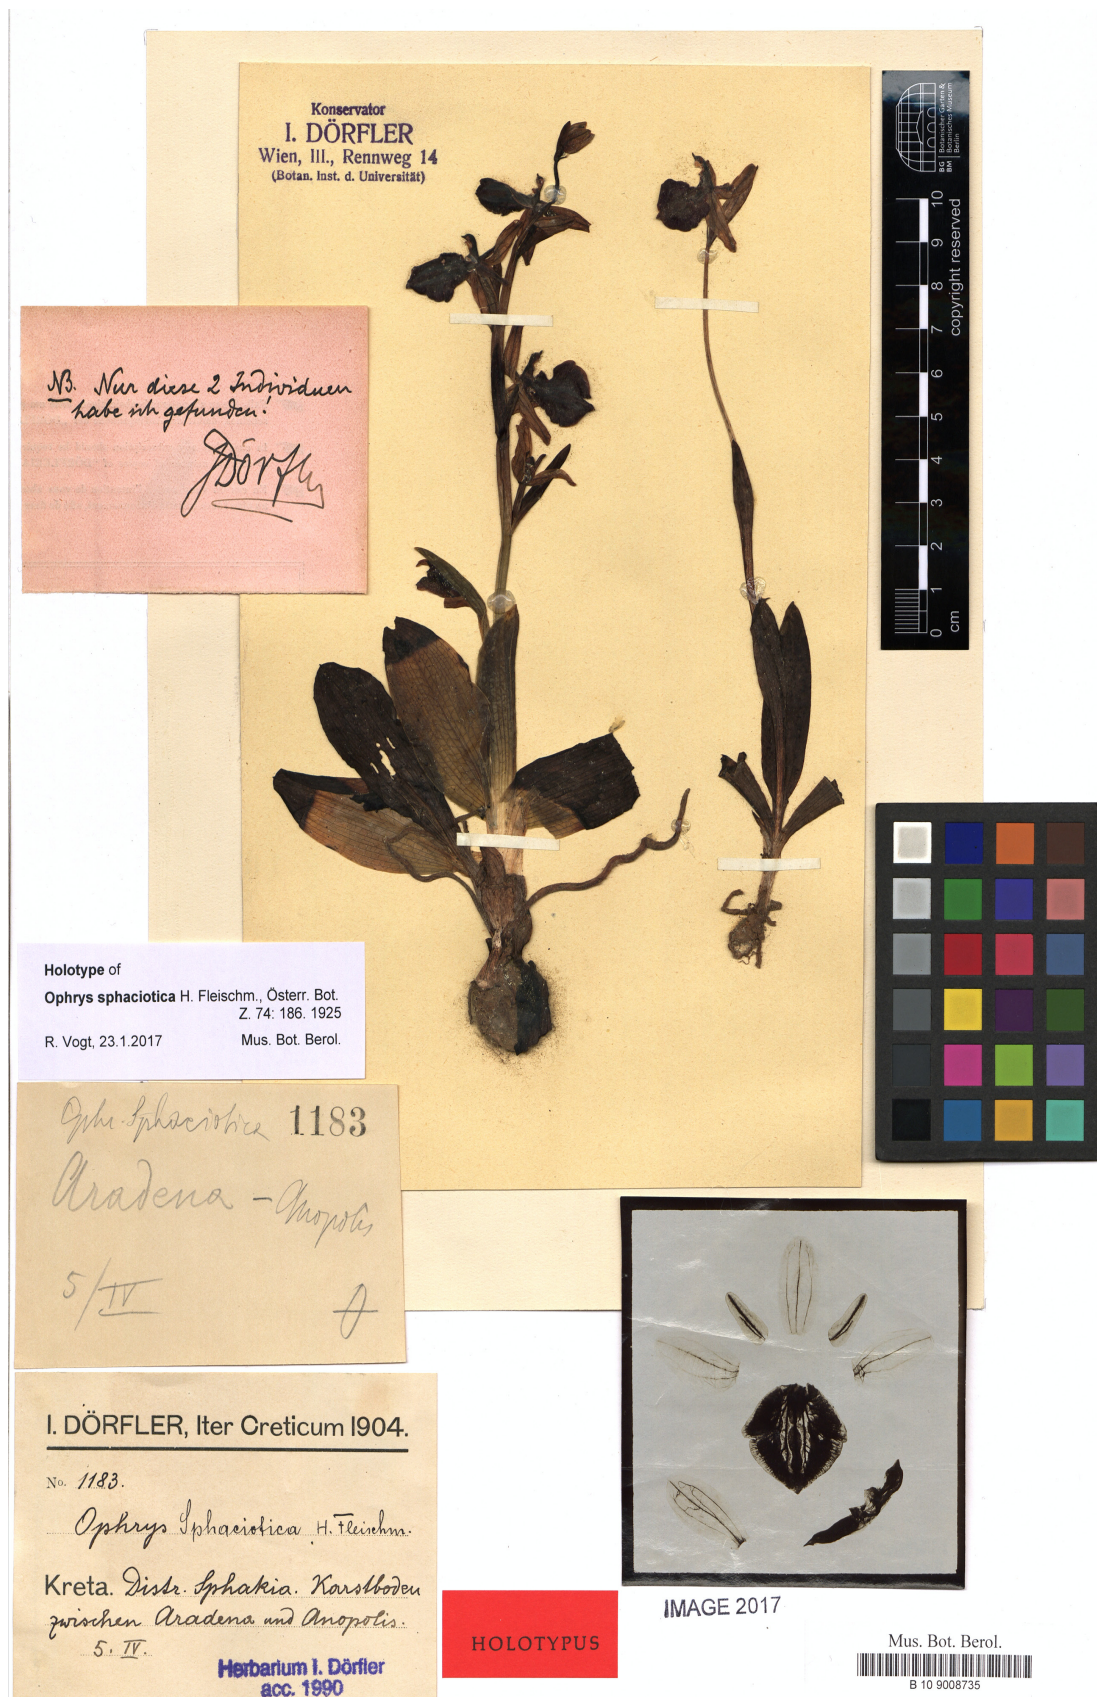 Konservator
I. DÖRFLER
Wien, III., Rennweg 14
(Botan. Inst. d. Universität)
NB. Nur diese 2 Individuen
habe ich gefunden!
JDörfler
Holotype of
Ophrys sphaciotica H. Fleischm., Österr. Bot.
Z. 74: 186. 1925
R. Vogt, 23.1.2017 Mus. Bot. Berol.
Ophr. Sphaciotica 1183
Aradena – Anopolis
5/IV
I. DÖRFLER, Iter Creticum 1904.
No. 1183.
Ophrys Sphaciotica H. Fleischm.
Kreta. Distr. Sphakia. Karstboden
zwischen Aradena und Anopolis.
5. IV.
Herbarium I. Dörfler
acc. 1990
HOLOTYPUS
IMAGE 2017
Mus. Bot. Berol.
B 10 9008735
BG Botanischer Garten &
BM Botanisches Museum
Berlin
copyright reserved
0 1 2 3 4 5 6 7 8 9 10
cm